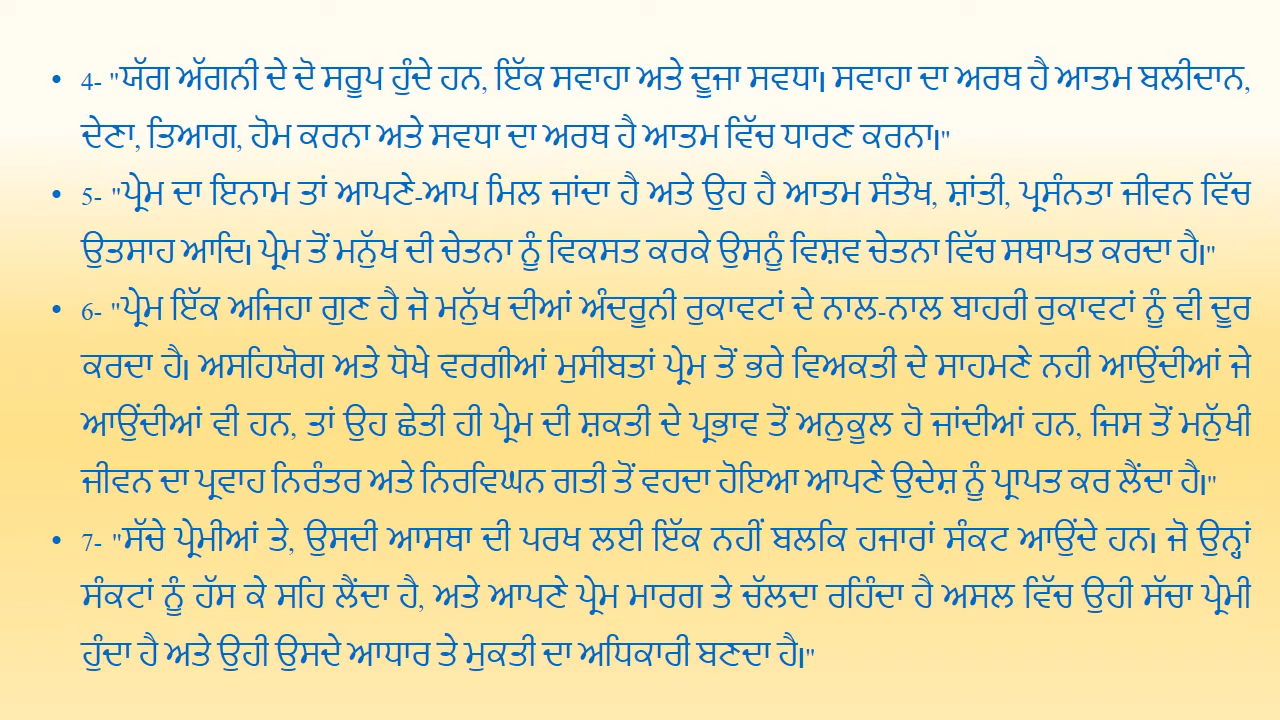 • 4- "ਯੱਗ ਅੱਗਨੀ ਦੇ ਦੋ ਸਰੂਪ ਹੁੰਦੇ ਹਨ, ਇੱਕ ਸਵਾਹਾ ਅਤੇ ਦੂਜਾ ਸਵਧਾ। ਸਵਾਹਾ ਦਾ ਅਰਥ ਹੈ ਆਤਮ ਬਲੀਦਾਨ,
ਦੇਣਾ, ਤਿਆਗ, ਹੋਮ ਕਰਨਾ ਅਤੇ ਸਵਧਾ ਦਾ ਅਰਥ ਹੈ ਆਤਮ ਵਿੱਚ ਧਾਰਣ ਕਰਨਾ।"
• 5- "ਪ੍ਰੇਮ ਦਾ ਇਨਾਮ ਤਾਂ ਆਪਣੇ-ਆਪ ਮਿਲ ਜਾਂਦਾ ਹੈ ਅਤੇ ਉਹ ਹੈ ਆਤਮ ਸੰਤੋਖ, ਸ਼ਾਂਤੀ, ਪ੍ਰਸੰਨਤਾ ਜੀਵਨ ਵਿੱਚ
ਉਤਸਾਹ ਆਦਿ। ਪ੍ਰੇਮ ਤੋਂ ਮਨੁੱਖ ਦੀ ਚੇਤਨਾ ਨੂੰ ਵਿਕਸਤ ਕਰਕੇ ਉਸਨੂੰ ਵਿਸ਼ਵ ਚੇਤਨਾ ਵਿੱਚ ਸਥਾਪਤ ਕਰਦਾ ਹੈ।"
• 6- "ਪ੍ਰੇਮ ਇੱਕ ਅਜਿਹਾ ਗੁਣ ਹੈ ਜੋ ਮਨੁੱਖ ਦੀਆਂ ਅੰਦਰੂਨੀ ਰੁਕਾਵਟਾਂ ਦੇ ਨਾਲ-ਨਾਲ ਬਾਹਰੀ ਰੁਕਾਵਟਾਂ ਨੂੰ ਵੀ ਦੂਰ
ਕਰਦਾ ਹੈ। ਅਸਹਿਯੋਗ ਅਤੇ ਧੋਖੇ ਵਰਗੀਆਂ ਮੁਸੀਬਤਾਂ ਪ੍ਰੇਮ ਤੋਂ ਭਰੇ ਵਿਅਕਤੀ ਦੇ ਸਾਹਮਣੇ ਨਹੀ ਆਉਂਦੀਆਂ ਜੇ
ਆਉਂਦੀਆਂ ਵੀ ਹਨ, ਤਾਂ ਉਹ ਛੇਤੀ ਹੀ ਪ੍ਰੇਮ ਦੀ ਸ਼ਕਤੀ ਦੇ ਪ੍ਰਭਾਵ ਤੋਂ ਅਨੁਕੂਲ ਹੋ ਜਾਂਦੀਆਂ ਹਨ, ਜਿਸ ਤੋਂ ਮਨੁੱਖੀ
ਜੀਵਨ ਦਾ ਪ੍ਰਵਾਹ ਨਿਰੰਤਰ ਅਤੇ ਨਿਰਵਿਘਨ ਗਤੀ ਤੋਂ ਵਹਦਾ ਹੋਇਆ ਆਪਣੇ ਉਦੇਸ਼ ਨੂੰ ਪ੍ਰਾਪਤ ਕਰ ਲੈਂਦਾ ਹੈ।"
• 7- "ਸੱਚੇ ਪ੍ਰੇਮੀਆਂ ਤੇ, ਉਸਦੀ ਆਸਥਾ ਦੀ ਪਰਖ ਲਈ ਇੱਕ ਨਹੀਂ ਬਲਕਿ ਹਜਾਰਾਂ ਸੰਕਟ ਆਉਂਦੇ ਹਨ। ਜੋ ਉਨ੍ਹਾਂ
ਸੰਕਟਾਂ ਨੂੰ ਹੱਸ ਕੇ ਸਹਿ ਲੈਂਦਾ ਹੈ, ਅਤੇ ਆਪਣੇ ਪ੍ਰੇਮ ਮਾਰਗ ਤੇ ਚੱਲਦਾ ਰਹਿੰਦਾ ਹੈ ਅਸਲ ਵਿੱਚ ਉਹੀ ਸੱਚਾ ਪ੍ਰੇਮੀ
ਹੁੰਦਾ ਹੈ ਅਤੇ ਉਹੀ ਉਸਦੇ ਆਧਾਰ ਤੇ ਮੁਕਤੀ ਦਾ ਅਧਿਕਾਰੀ ਬਣਦਾ ਹੈ।"